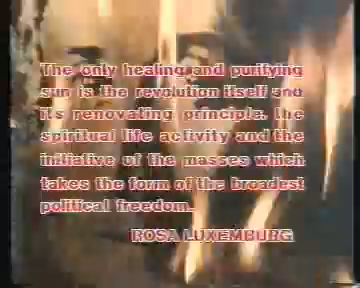 The only healing and purifying
sun is the revolution itself and
its renovating principle, the
spiritual life activity and the
initiative of the masses which
takes the form of the broadest
political freedom.
ROSA LUXEMBURG